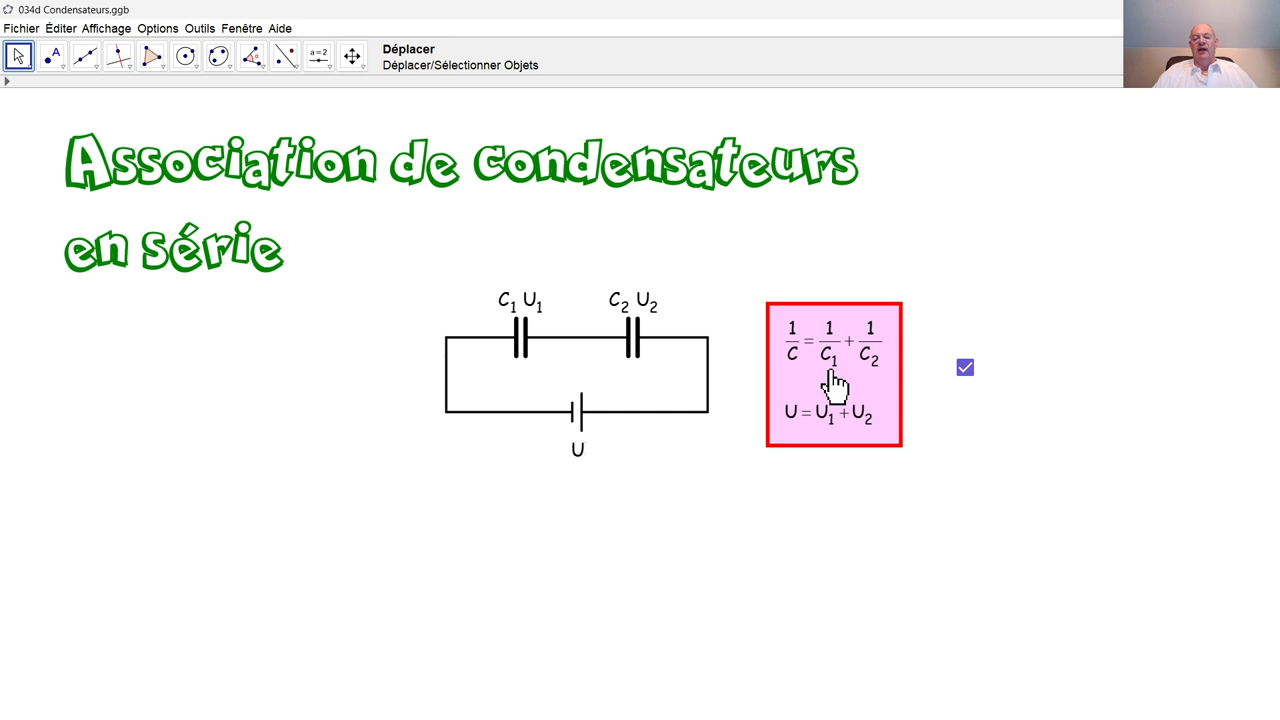 034d Condensateurs.ggb
Fichier Éditer Affichage Options Outils Fenêtre Aide
A a=2 Déplacer
Déplacer/Sélectionner Objets
Association de condensateurs
en série
C₁ U₁ C₂ U₂
U
1/C = 1/C₁ + 1/C₂
U = U₁ + U₂